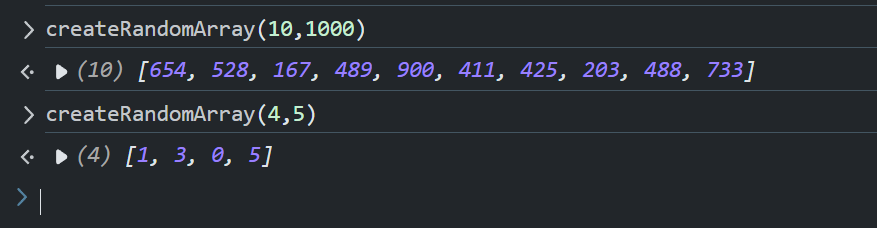 > createRandomArray(10,1000)
<· ▶ (10) [654, 528, 167, 489, 900, 411, 425, 203, 488, 733]
> createRandomArray(4,5)
<· ▶ (4) [1, 3, 0, 5]
>